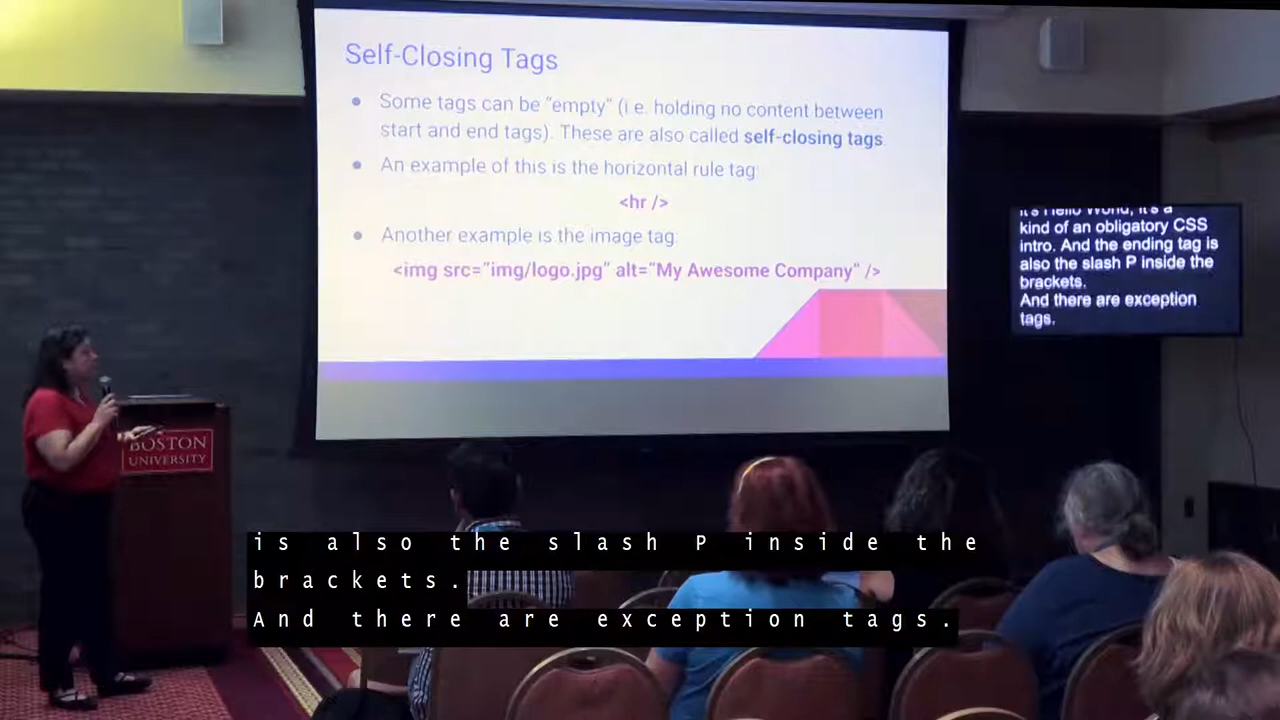 Self-Closing Tags
● Some tags can be "empty" (i.e. holding no content between
start and end tags). These are also called self-closing tags.
● An example of this is the horizontal rule tag:
<hr />
● Another example is the image tag:
<img src="img/logo.jpg" alt="My Awesome Company" />
it's Hello World, it's a
kind of an obligatory CSS
intro. And the ending tag is
also the slash P inside the
brackets.
And there are exception
tags.
BOSTON
UNIVERSITY
is also the slash P inside the
brackets.
And there are exception tags.